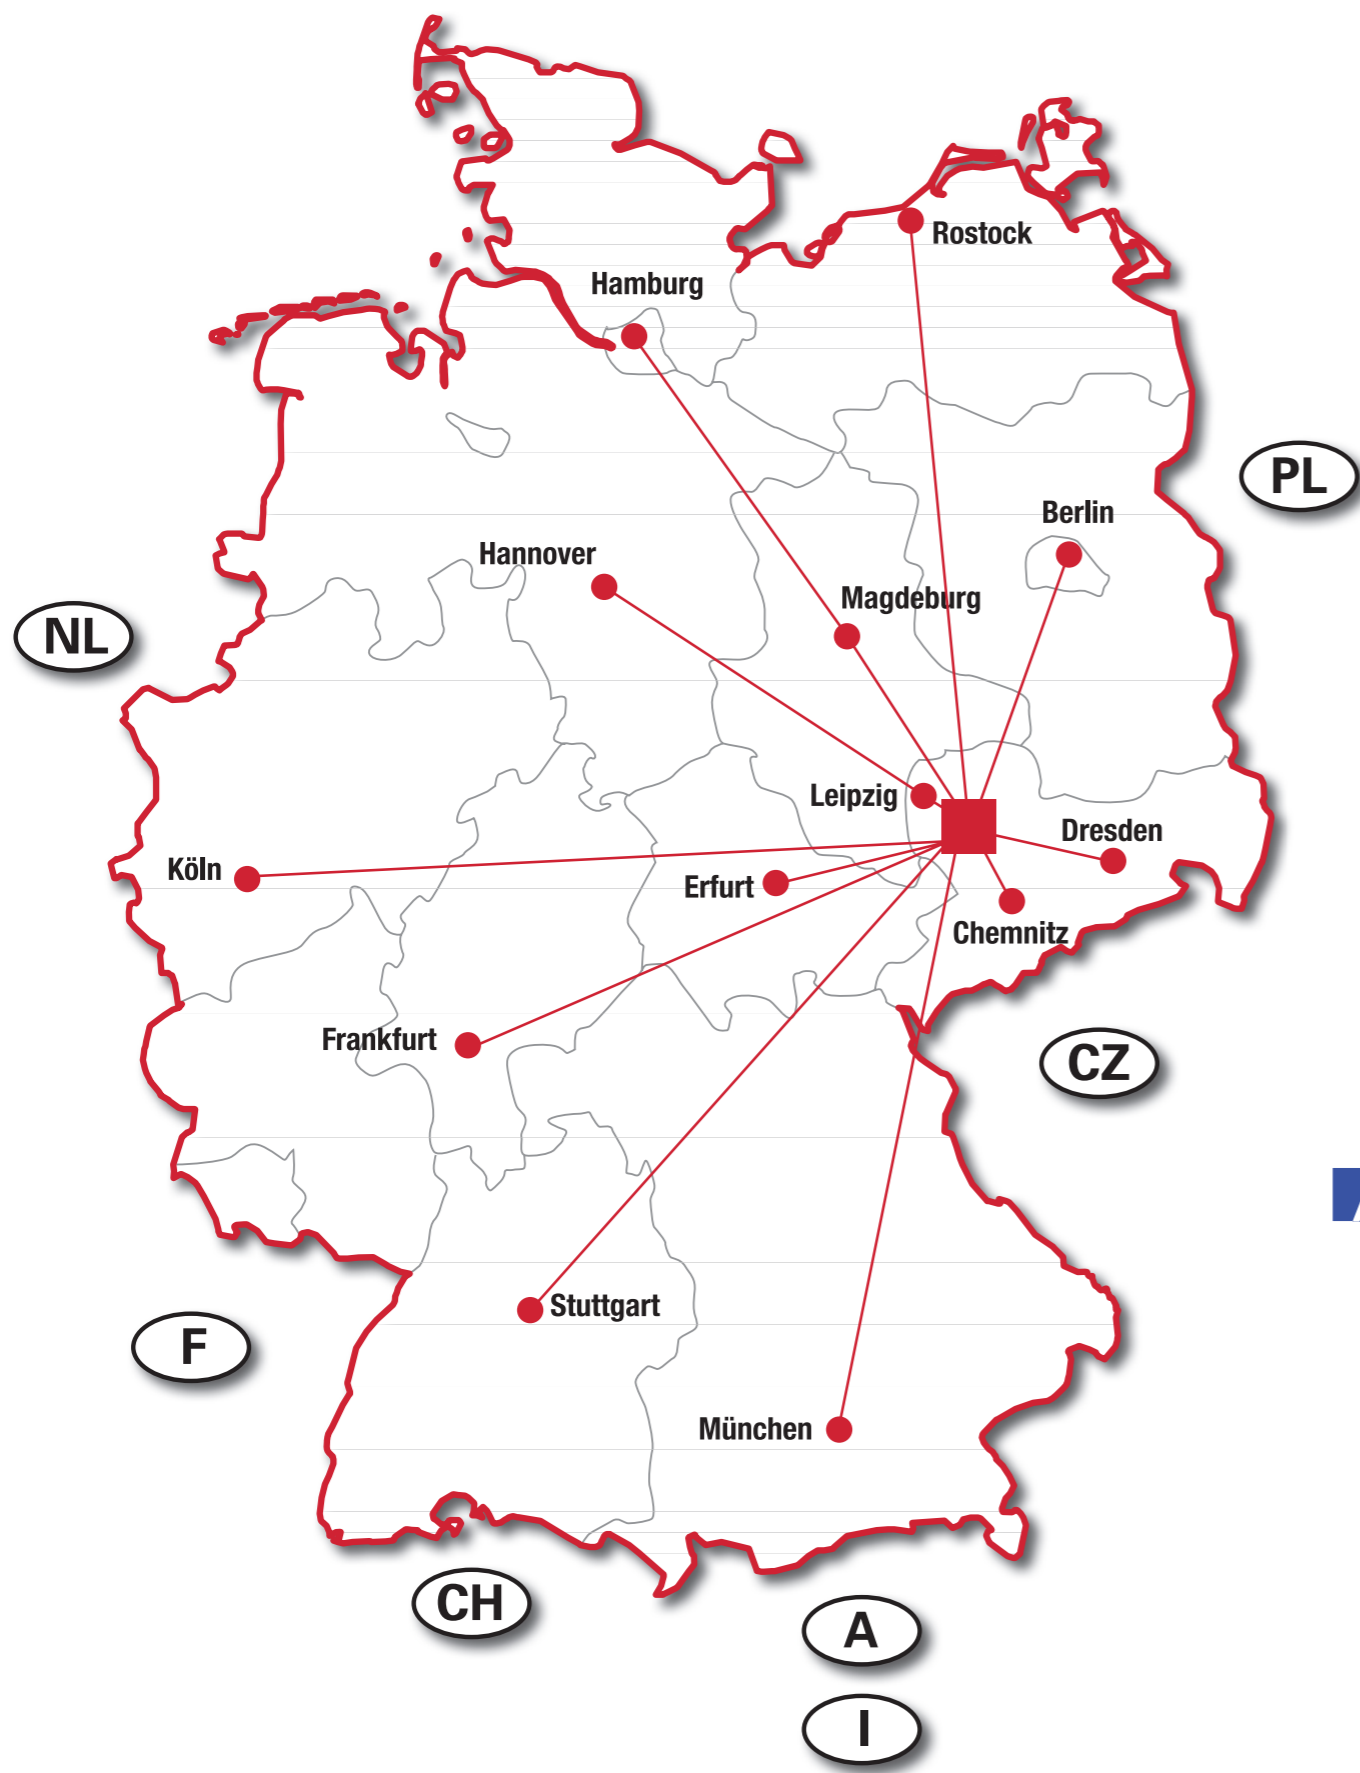 Rostock
Hamburg
PL
Berlin
Hannover
Magdeburg
NL
Leipzig
Dresden
Köln
Erfurt
Chemnitz
Frankfurt
CZ
Stuttgart
F
München
CH
A
I